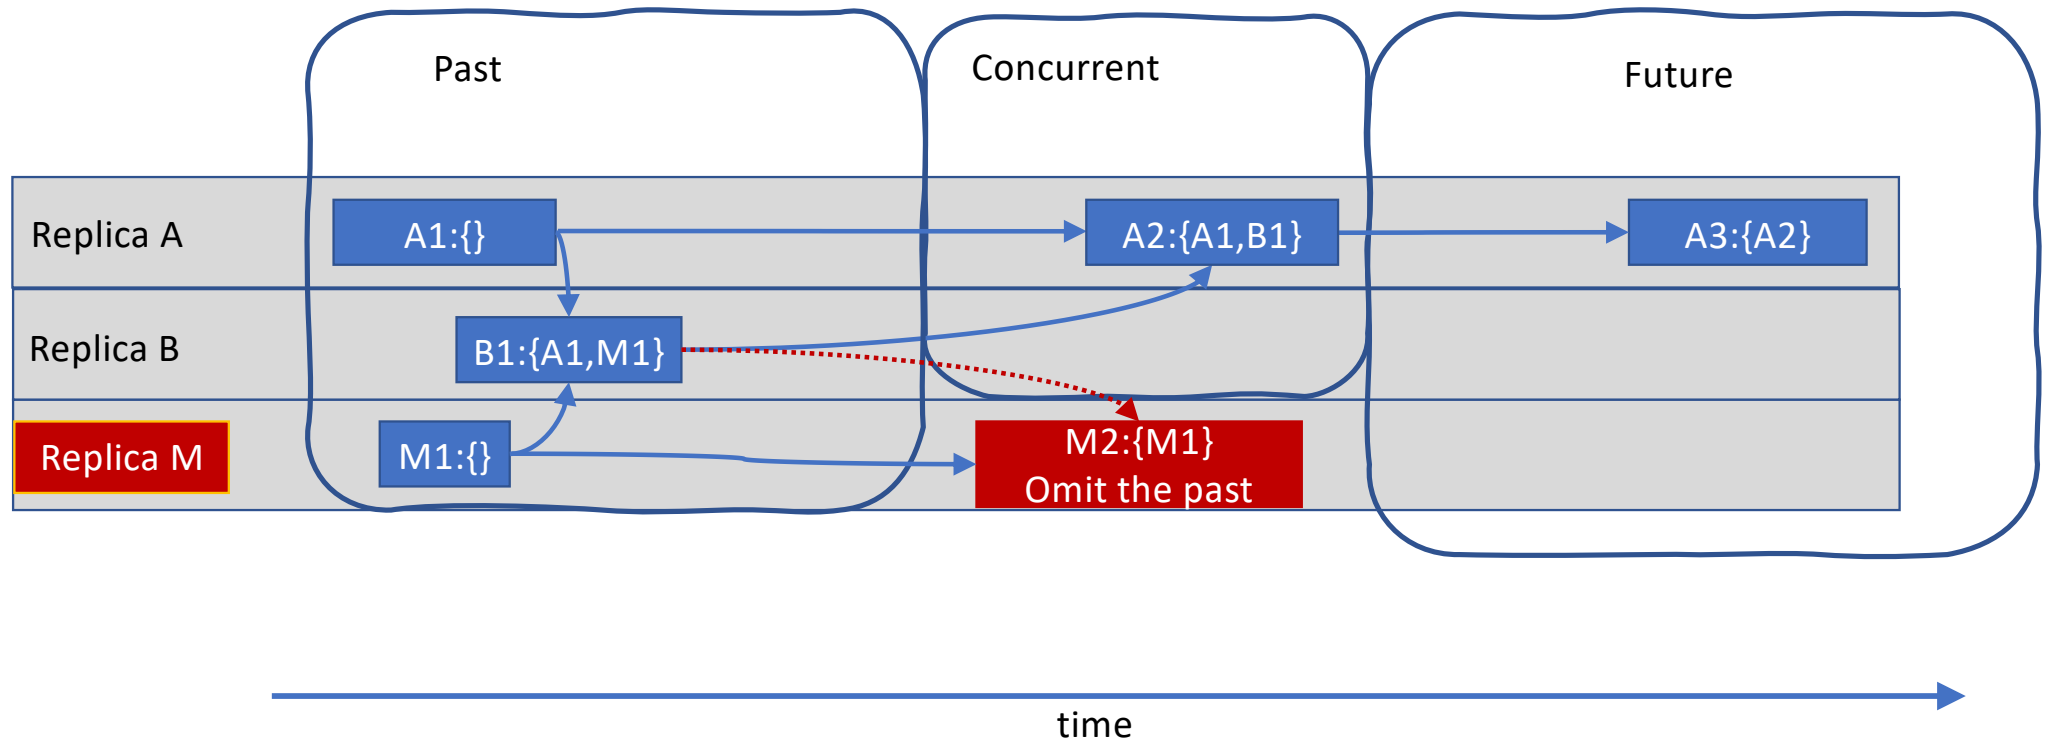 Past
Concurrent
Future
Replica A
A1:{}
A2:{A1,B1}
A3:{A2}
Replica B
B1:{A1,M1}
Replica M
M1:{}
M2:{M1}
Omit the past
time